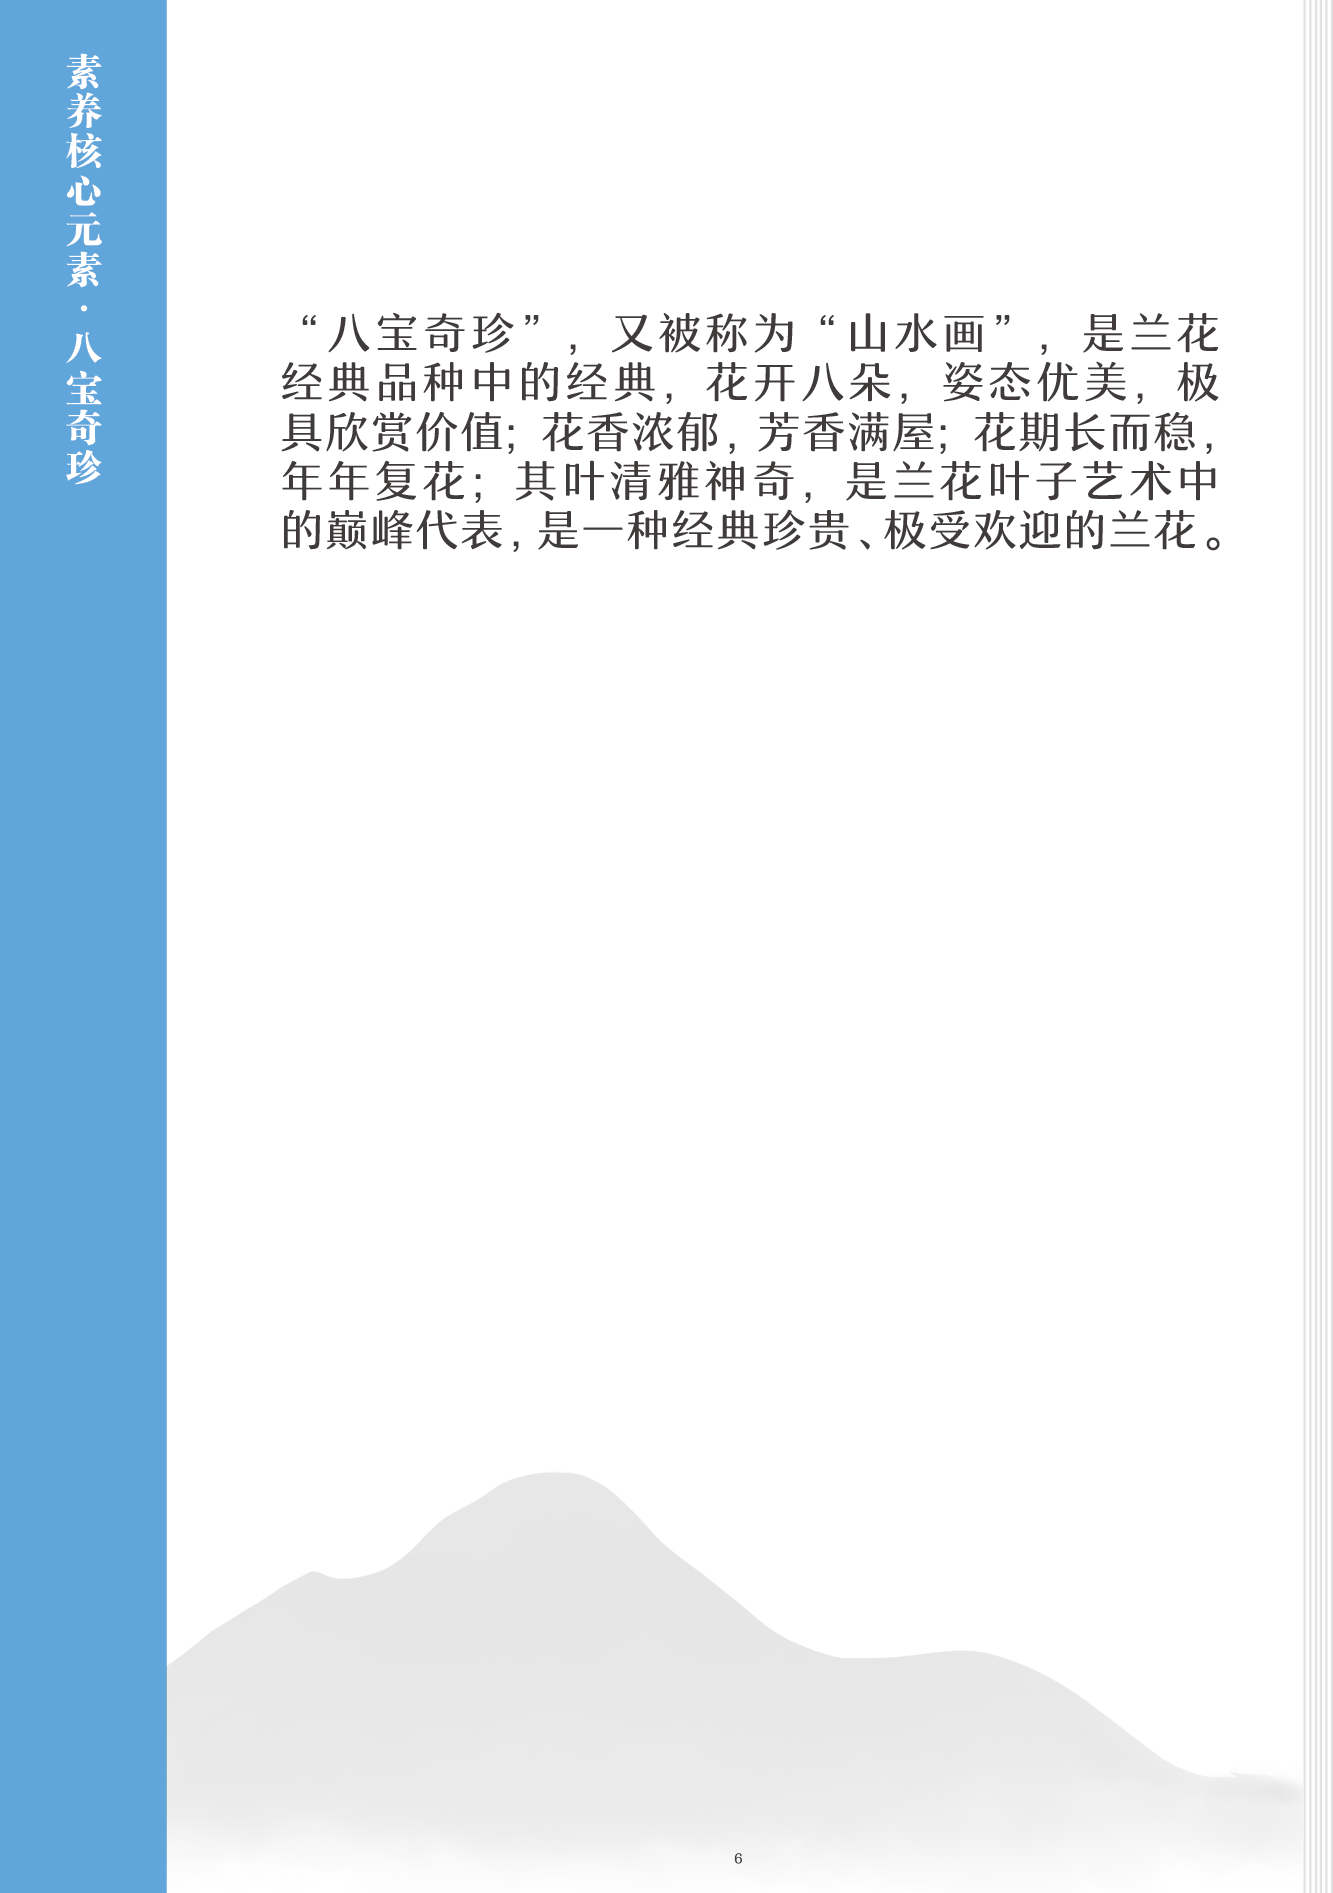 素养核心元素·八宝奇珍
“八宝奇珍”，又被称为“山水画”，是兰花
经典品种中的经典，花开八朵，姿态优美，极
具欣赏价值；花香浓郁，芳香满屋；花期长而稳，
年年复花；其叶清雅神奇，是兰花叶子艺术中
的巅峰代表，是一种经典珍贵、极受欢迎的兰花。
6